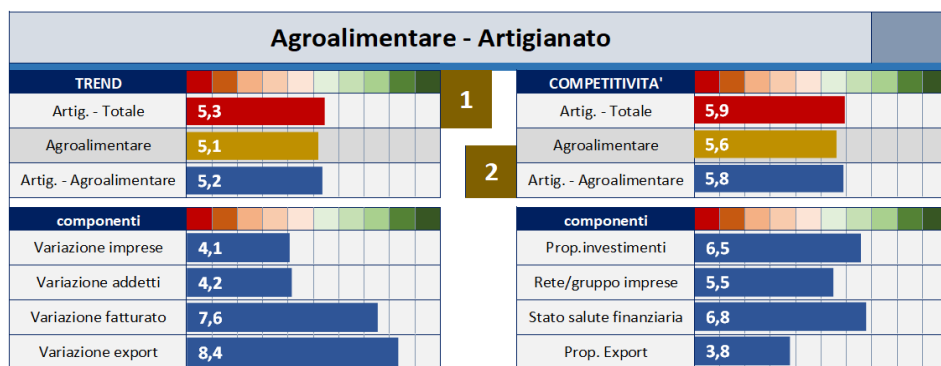 Agroalimentare - Artigianato
TREND
Artig. - Totale 5,3
Agroalimentare 5,1
Artig. - Agroalimentare 5,2
1
2
COMPETITIVITA'
Artig. - Totale 5,9
Agroalimentare 5,6
Artig. - Agroalimentare 5,8
componenti
Variazione imprese 4,1
Variazione addetti 4,2
Variazione fatturato 7,6
Variazione export 8,4
componenti
Prop.investimenti 6,5
Rete/gruppo imprese 5,5
Stato salute finanziaria 6,8
Prop. Export 3,8